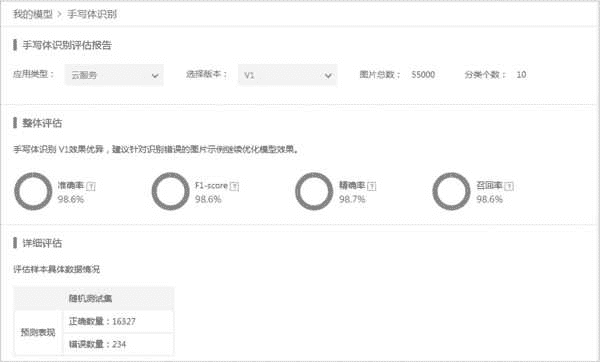 我的模型 > 手写体识别
手写体识别评估报告
应用类型： 云服务 选择版本： V1 图片总数： 55000 分类个数： 10
整体评估
手写体识别 V1效果优异，建议针对识别错误的图片示例继续优化模型效果。
准确率 ? F1-score ? 精确率 ? 召回率 ?
98.6% 98.6% 98.7% 98.6%
详细评估
评估样本具体数据情况
随机测试集
预测表现 正确数量：16327
错误数量：234